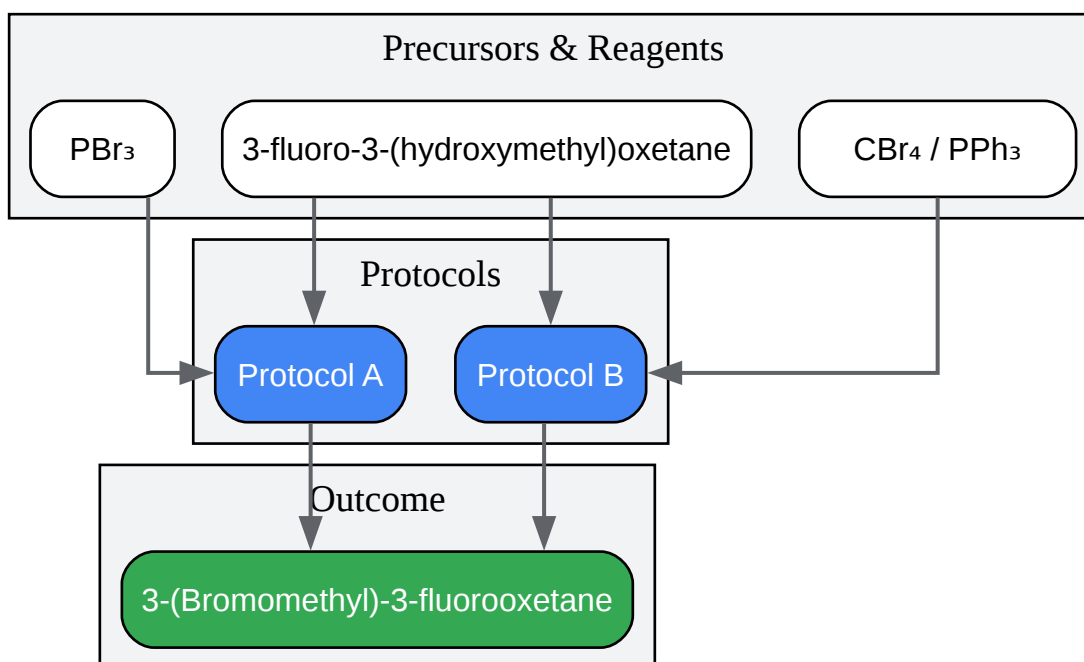 Precursors & Reagents
PBr₃
3-fluoro-3-(hydroxymethyl)oxetane
CBr₄ / PPh₃
Protocols
Protocol A
Protocol B
Outcome
3-(Bromomethyl)-3-fluorooxetane